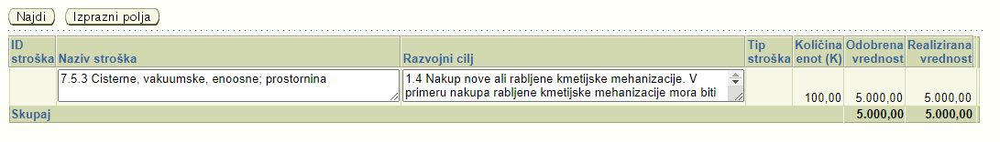 Najdi Izprazni polja
ID stroška Naziv stroška Razvojni cilj Tip stroška Količina enot (K) Odobrena vrednost Realizirana vrednost
7.5.3 Cisterne, vakuumske, enoosne; prostornina
1.4 Nakup nove ali rabljene kmetijske mehanizacije. V
primeru nakupa rabljene kmetijske mehanizacije mora biti
100,00 5.000,00 5.000,00
Skupaj 5.000,00 5.000,00